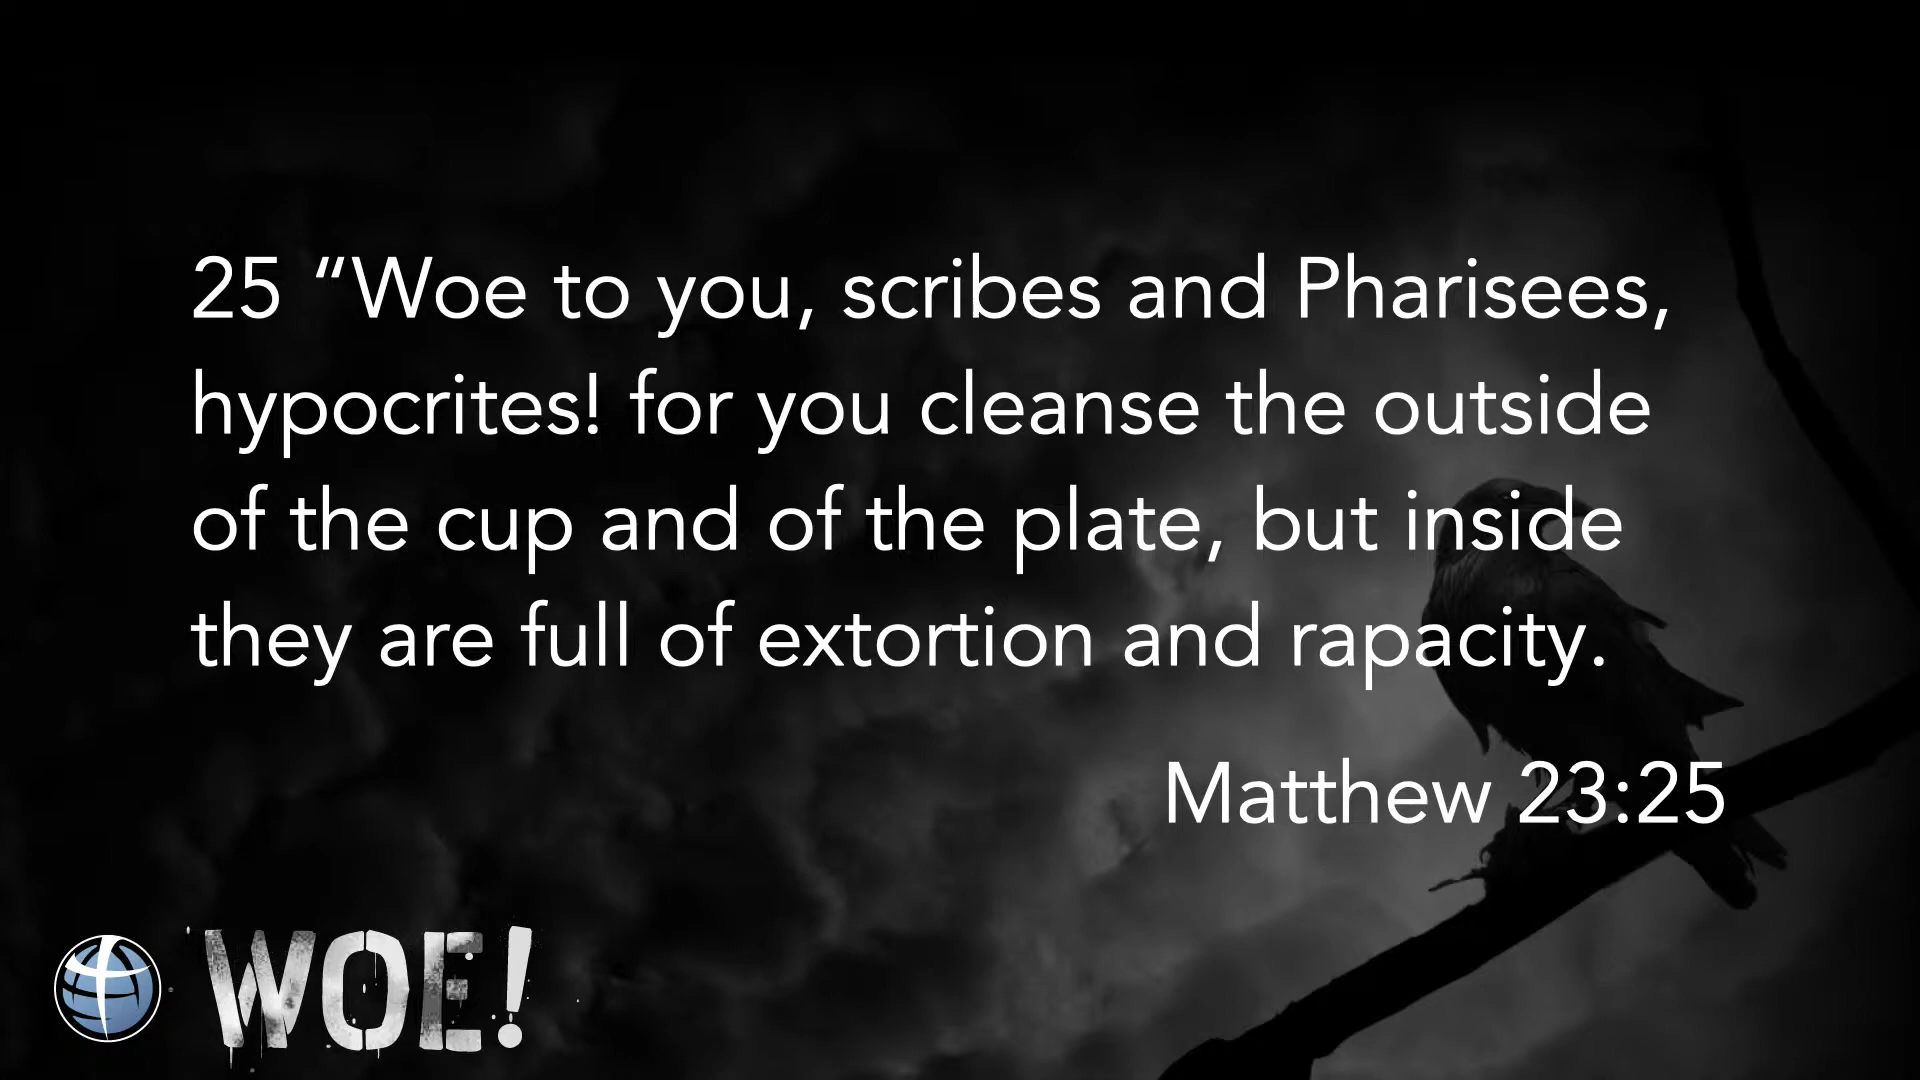 25 “Woe to you, scribes and Pharisees,
hypocrites! for you cleanse the outside
of the cup and of the plate, but inside
they are full of extortion and rapacity.
Matthew 23:25
WOE!